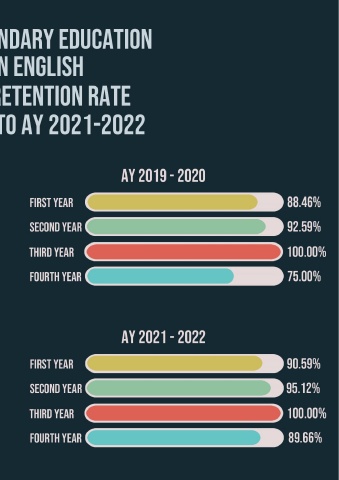 NDARY EDUCATION
N ENGLISH
RETENTION RATE
TO AY 2021-2022
AY 2019 - 2020
FIRST YEAR 88.46%
SECOND YEAR 92.59%
THIRD YEAR 100.00%
FOURTH YEAR 75.00%
AY 2021 - 2022
FIRST YEAR 90.59%
SECOND YEAR 95.12%
THIRD YEAR 100.00%
FOURTH YEAR 89.66%